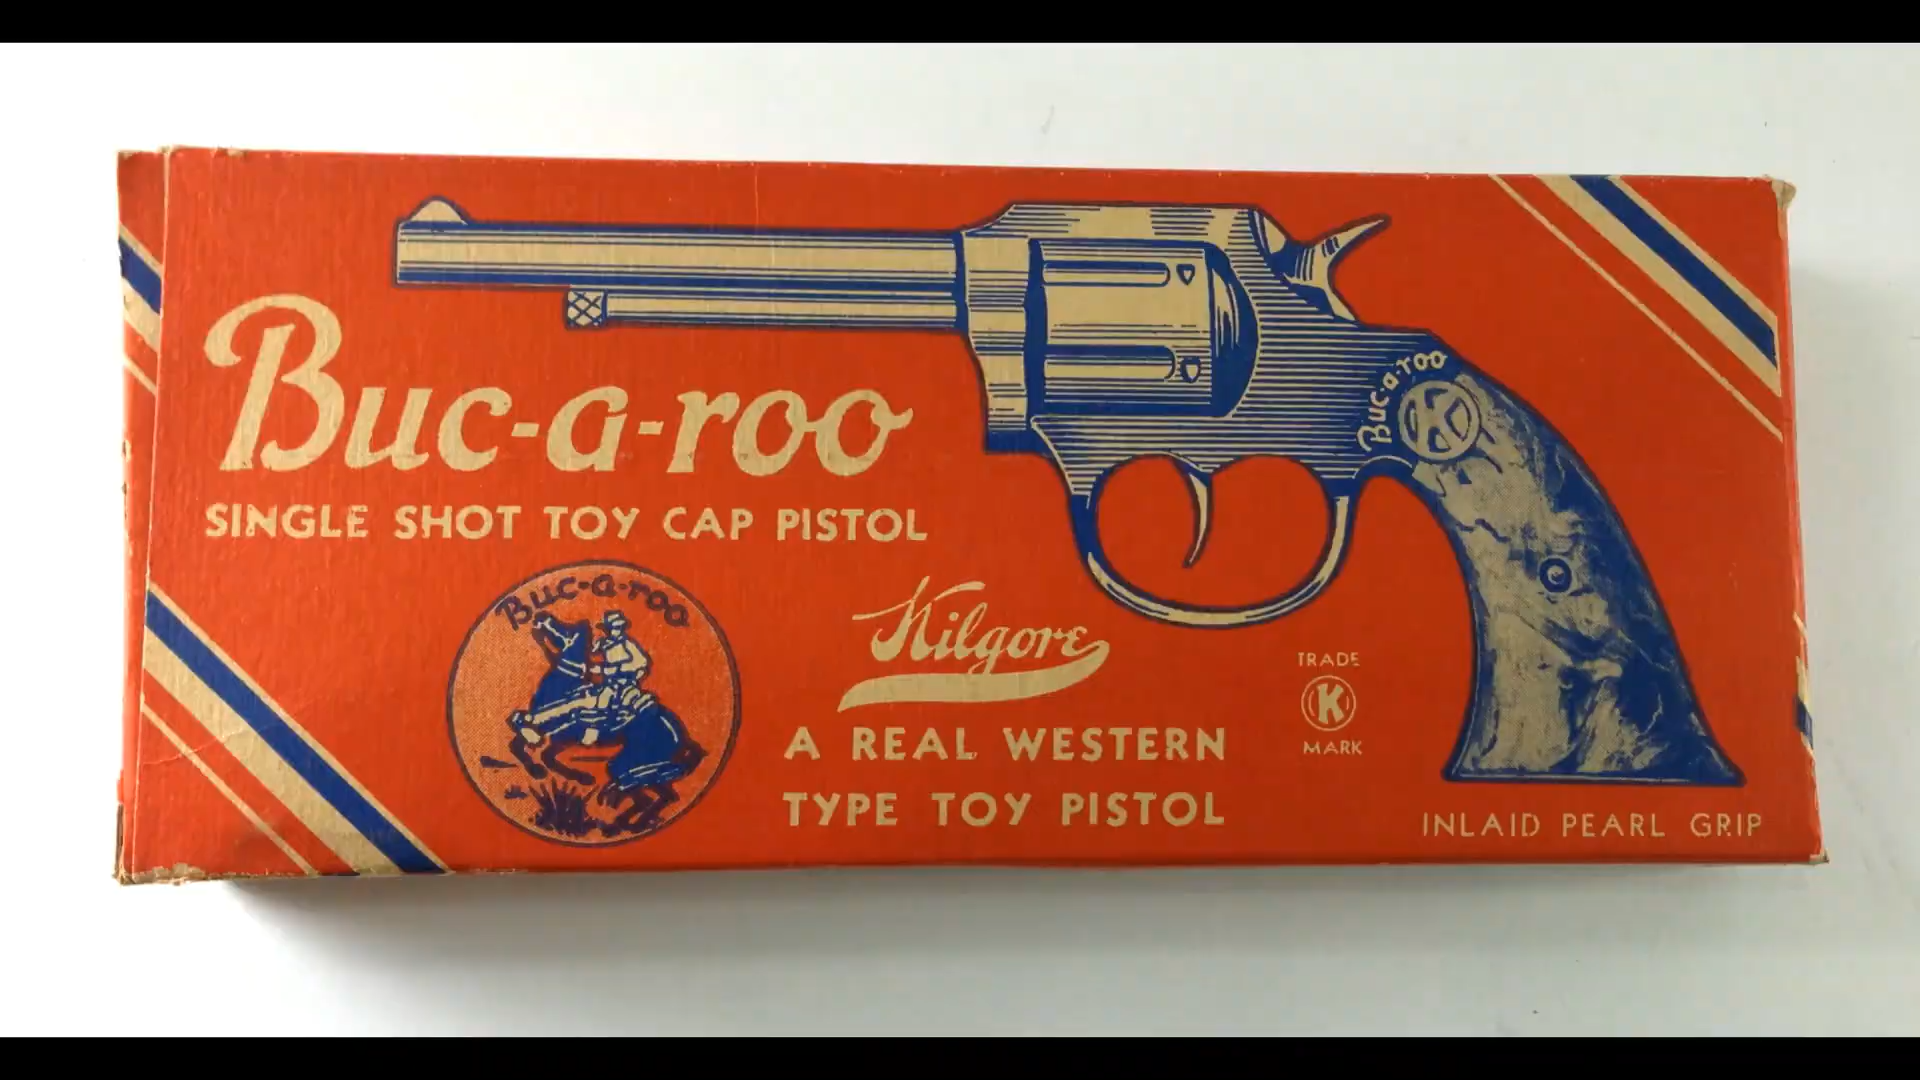 Buc-a-roo
SINGLE SHOT TOY CAP PISTOL
Buc-a-roo
K
Buc-a-roo
Kilgore
A REAL WESTERN
TYPE TOY PISTOL
TRADE
K
MARK
INLAID PEARL GRIP